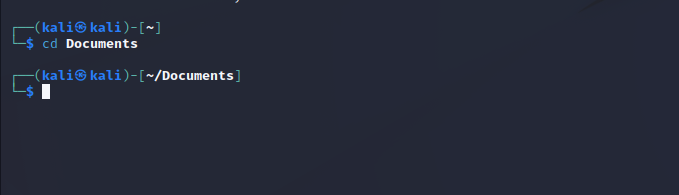 ┌──(kali㉿kali)-[~]
└─$ cd Documents
┌──(kali㉿kali)-[~/Documents]
└─$